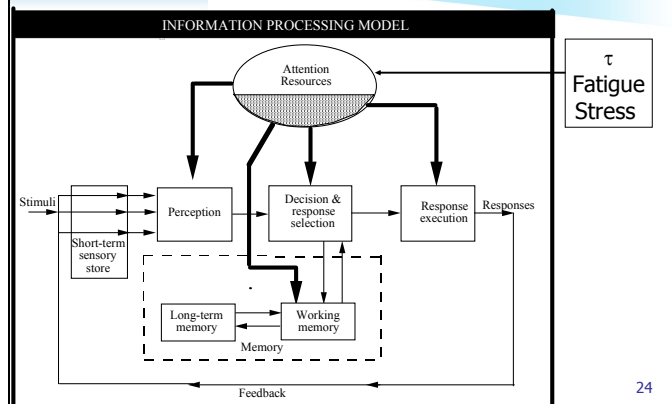 INFORMATION PROCESSING MODEL
τ
Fatigue
Stress
Attention
Resources
Stimuli
Short-term
sensory
store
Perception
Decision &
response
selection
Response
execution
Responses
Long-term
memory
Working
memory
Memory
Feedback
24